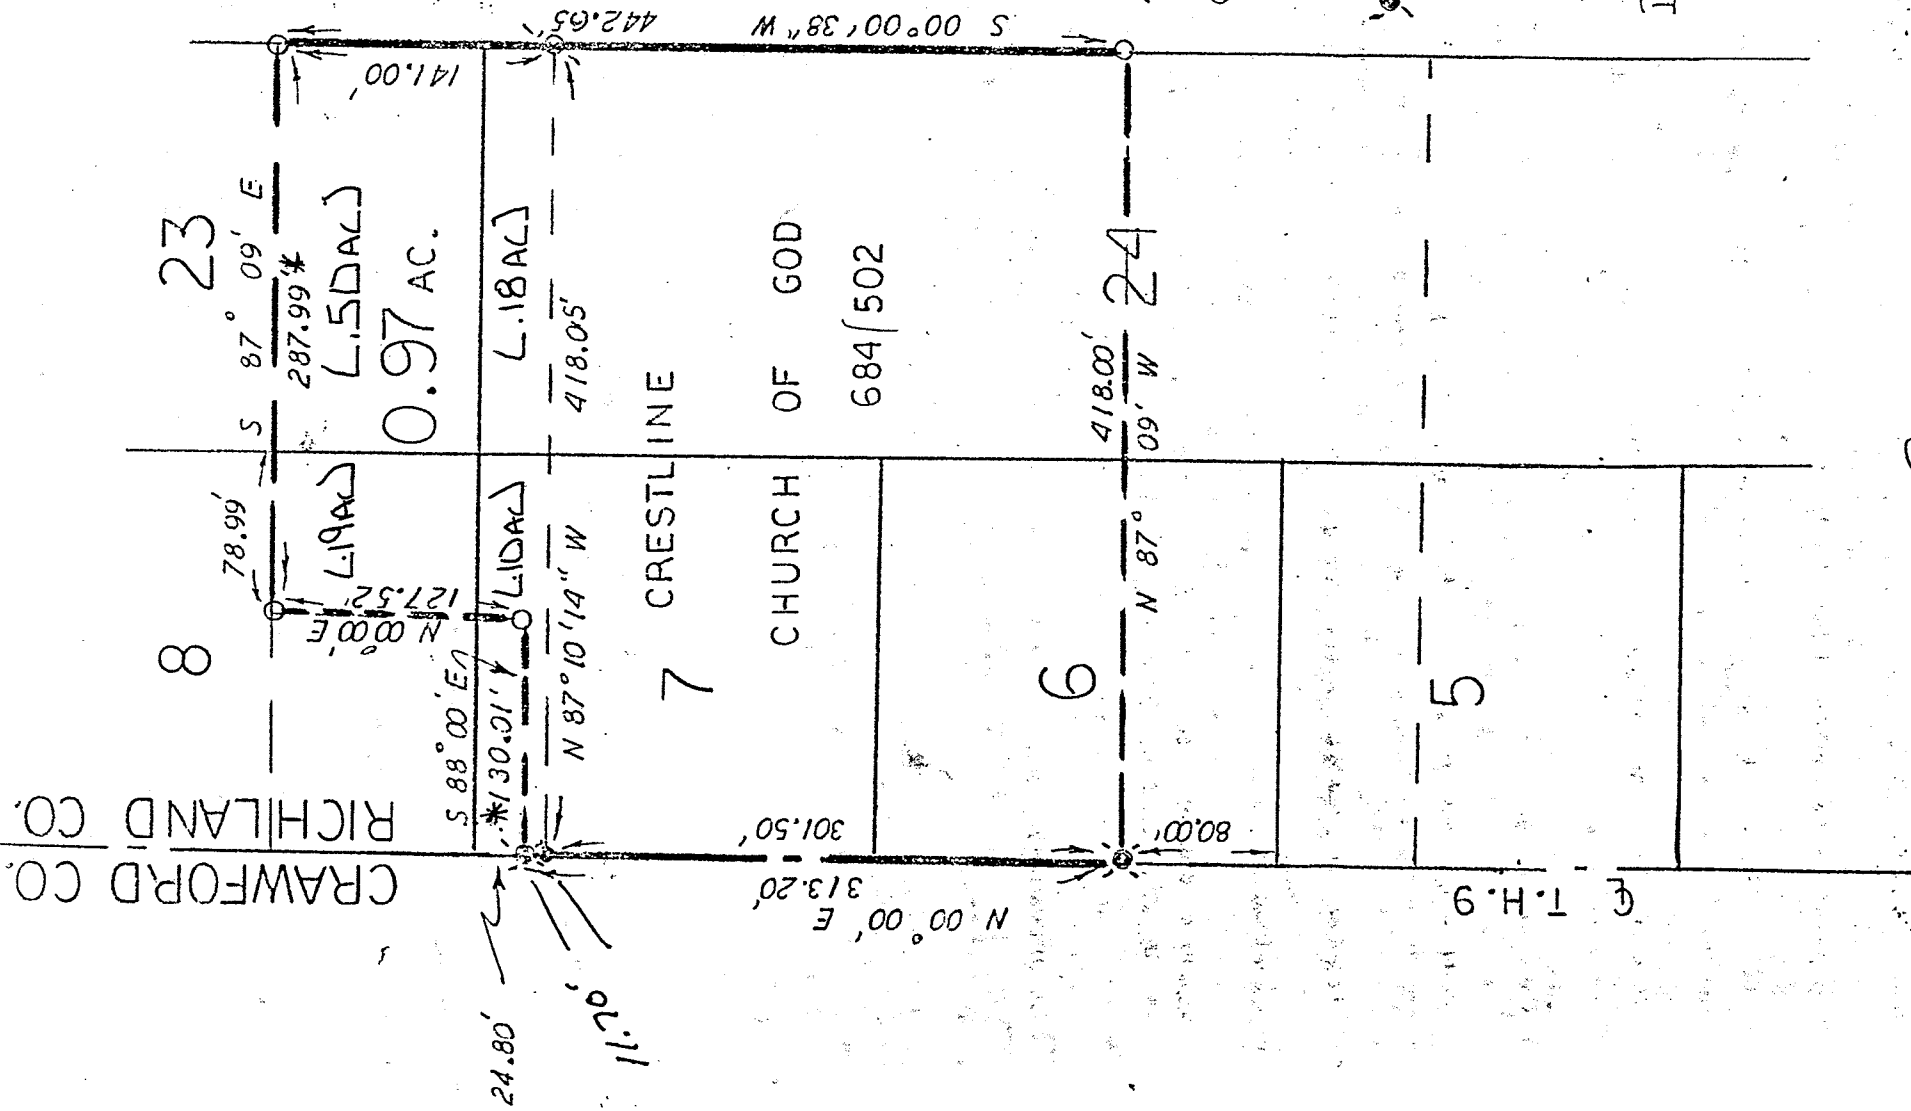 S 00°00'38" W
442.65'
141.00'
23
S 87° 09' E
287.99'*
[.50AC]
0.97 AC.
[.18AC]
418.05'
N 87°10'14" W
78.99'
[.19AC]
[.10AC]
127.52'
N 00°00' E
8
S 88°00' E
*130.01'
7
CRESTLINE
CHURCH OF GOD
684/502
24
418.00'
N 87° 09' W
6
5
RICHLAND CO.
CRAWFORD CO.
301.50'
313.20'
N 00°00' E
80.00'
24.80'
11.70'
℄ T.H.9